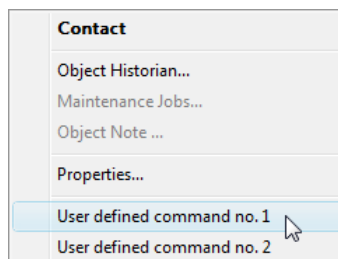 Contact
Object Historian...
Maintenance Jobs...
Object Note ...
Properties...
User defined command no. 1
User defined command no. 2